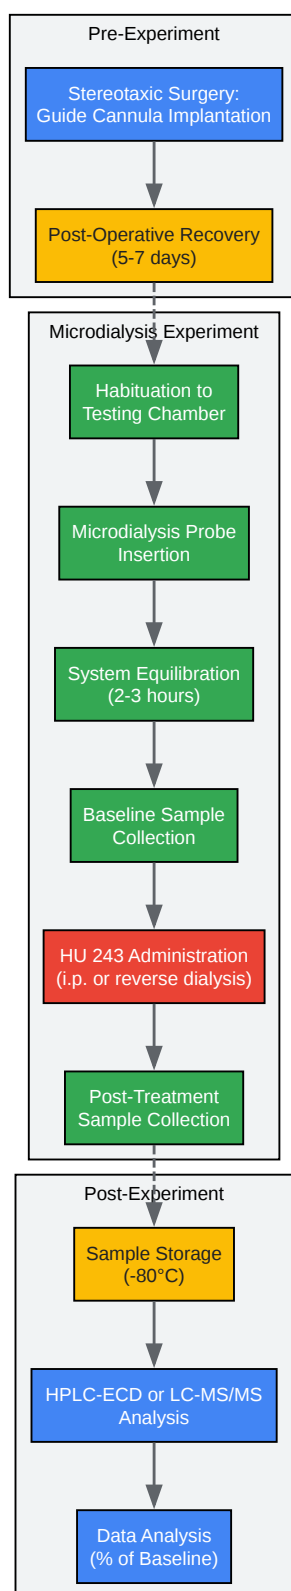 Pre-Experiment
Stereotaxic Surgery:
Guide Cannula Implantation
Post-Operative Recovery
(5-7 days)
Microdialysis Experiment
Habituation to
Testing Chamber
Microdialysis Probe
Insertion
System Equilibration
(2-3 hours)
Baseline Sample
Collection
HU 243 Administration
(i.p. or reverse dialysis)
Post-Treatment
Sample Collection
Post-Experiment
Sample Storage
(-80°C)
HPLC-ECD or LC-MS/MS
Analysis
Data Analysis
(% of Baseline)